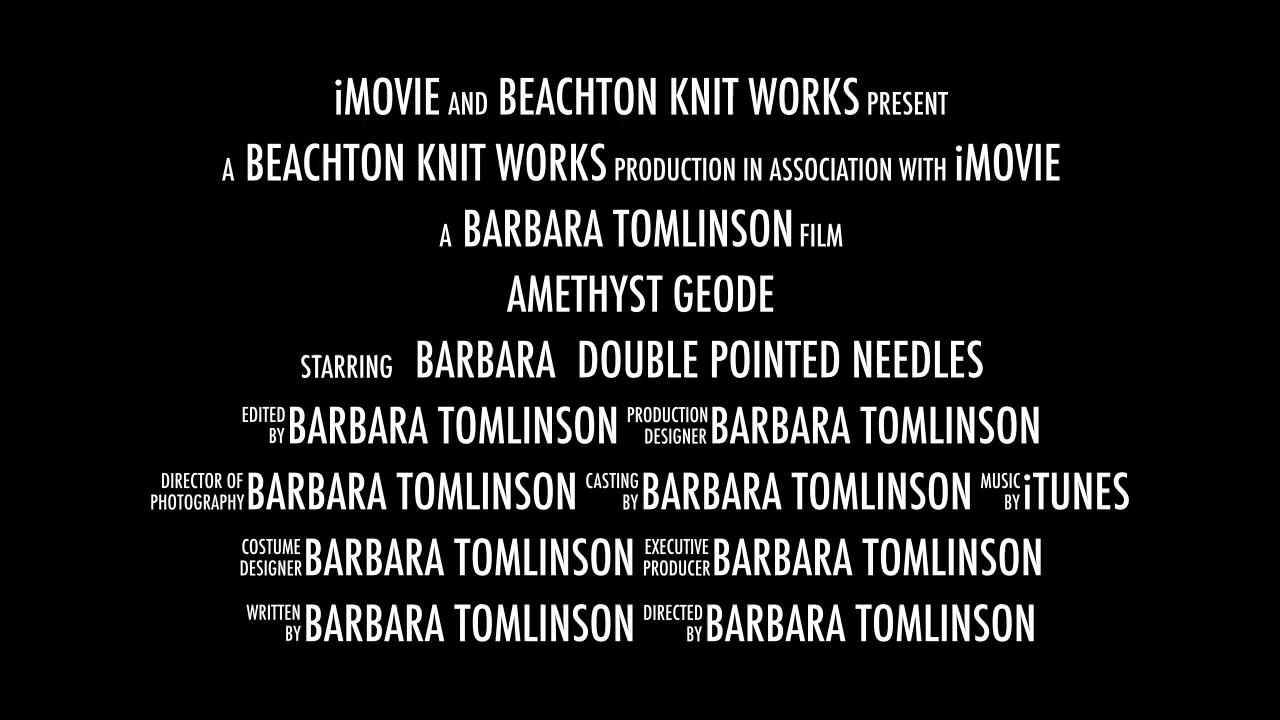 iMOVIE AND BEACHTON KNIT WORKS PRESENT
A BEACHTON KNIT WORKS PRODUCTION IN ASSOCIATION WITH iMOVIE
A BARBARA TOMLINSON FILM
AMETHYST GEODE
STARRING BARBARA DOUBLE POINTED NEEDLES
EDITED BY BARBARA TOMLINSON PRODUCTION DESIGNER BARBARA TOMLINSON
DIRECTOR OF PHOTOGRAPHY BARBARA TOMLINSON CASTING BY BARBARA TOMLINSON MUSIC BY iTUNES
COSTUME DESIGNER BARBARA TOMLINSON EXECUTIVE PRODUCER BARBARA TOMLINSON
WRITTEN BY BARBARA TOMLINSON DIRECTED BY BARBARA TOMLINSON